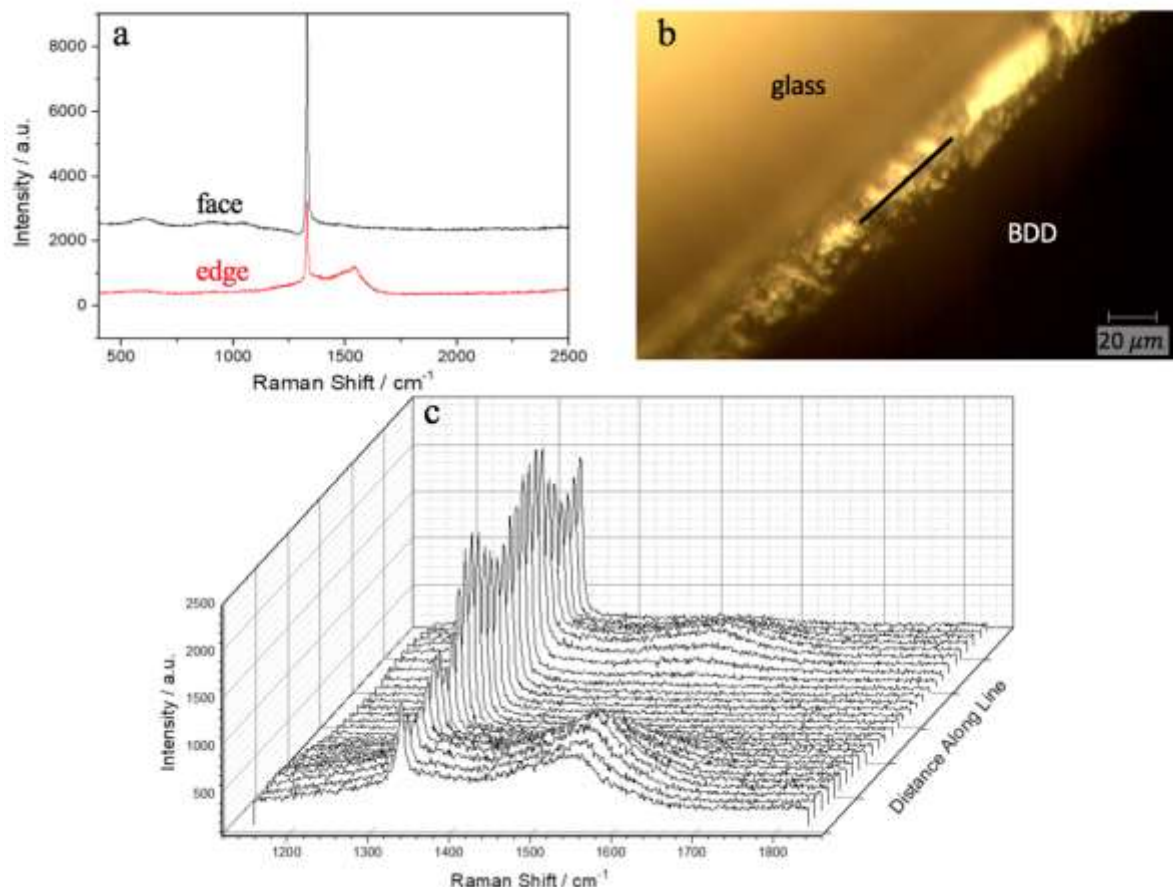 a
8000
6000
4000
2000
0
Intensity / a.u.
face
edge
500
1000
1500
2000
2500
Raman Shift / cm⁻¹
b
glass
BDD
20 μm
c
2500
2000
1500
1000
500
Intensity / a.u.
1200
1300
1400
1500
1600
1700
1800
Raman Shift / cm⁻¹
Distance Along Line